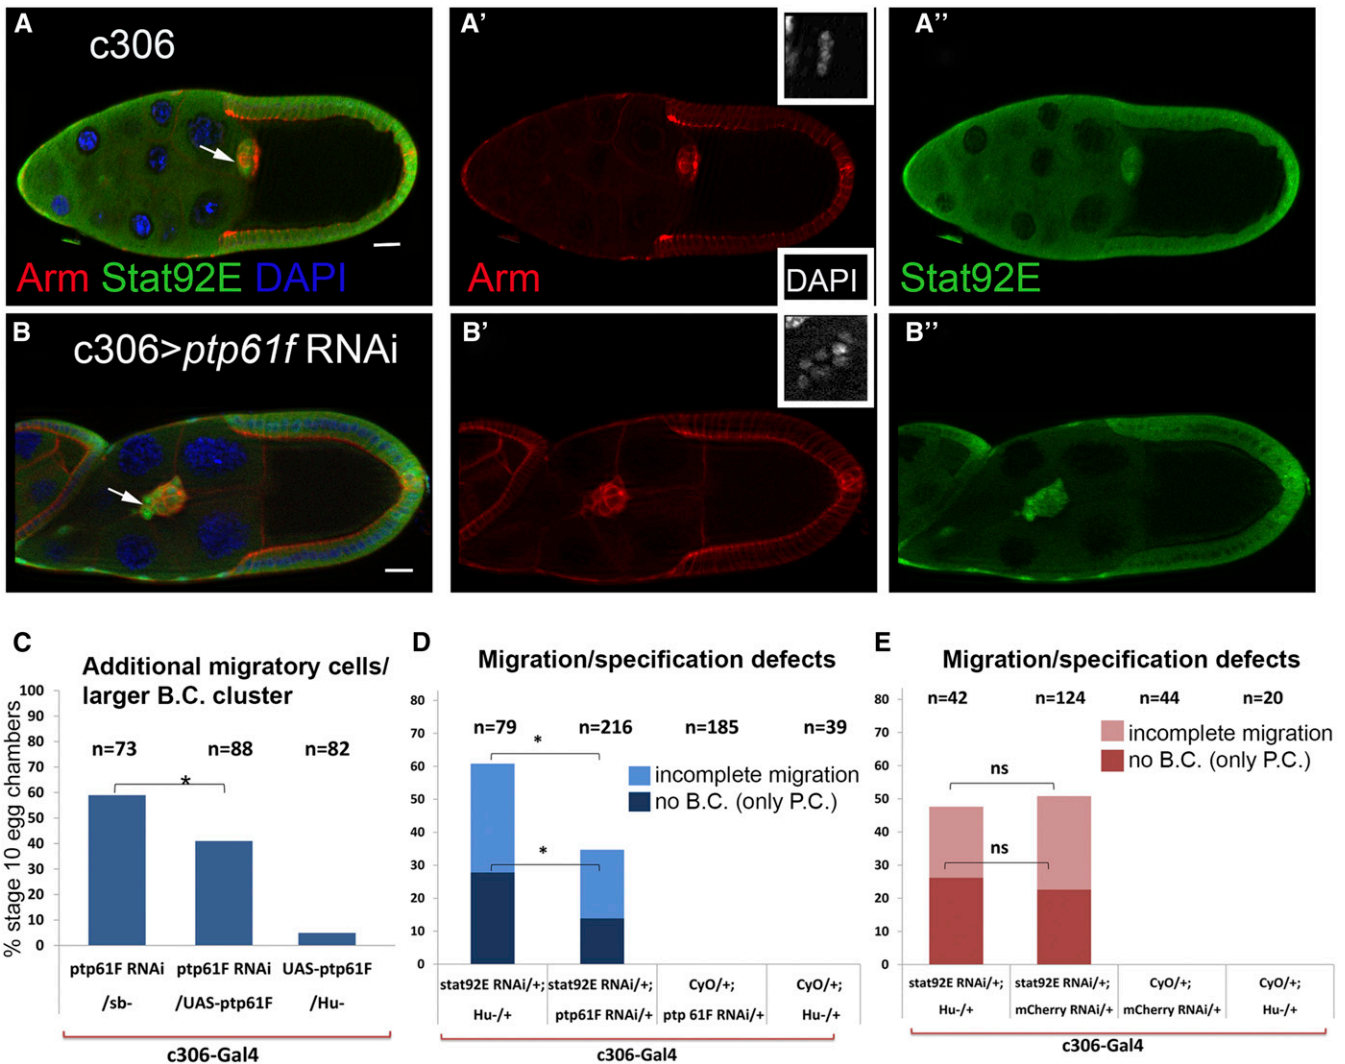 A
c306
Arm Stat92E DAPI
A'
Arm
DAPI
A''
Stat92E
B
c306>ptp61f RNAi
B'
B''
C
Additional migratory cells/
larger B.C. cluster
% stage 10 egg chambers
100
90
80
70
60
50
40
30
20
10
0
n=73
n=88
n=82
*
ptp61F RNAi
/sb-
ptp61F RNAi
/UAS-ptp61F
UAS-ptp61F
/Hu-
c306-Gal4
D
Migration/specification defects
80
70
60
50
40
30
20
10
0
n=79
n=216
n=185
n=39
*
*
incomplete migration
no B.C. (only P.C.)
stat92E RNAi/+;
Hu-/+
stat92E RNAi/+;
ptp61F RNAi/+
CyO/+;
ptp 61F RNAi/+
CyO/+;
Hu-/+
c306-Gal4
E
Migration/specification defects
80
70
60
50
40
30
20
10
0
n=42
n=124
n=44
n=20
ns
ns
incomplete migration
no B.C. (only P.C.)
stat92E RNAi/+;
Hu-/+
stat92E RNAi/+;
mCherry RNAi/+
CyO/+;
mCherry RNAi/+
CyO/+;
Hu-/+
c306-Gal4